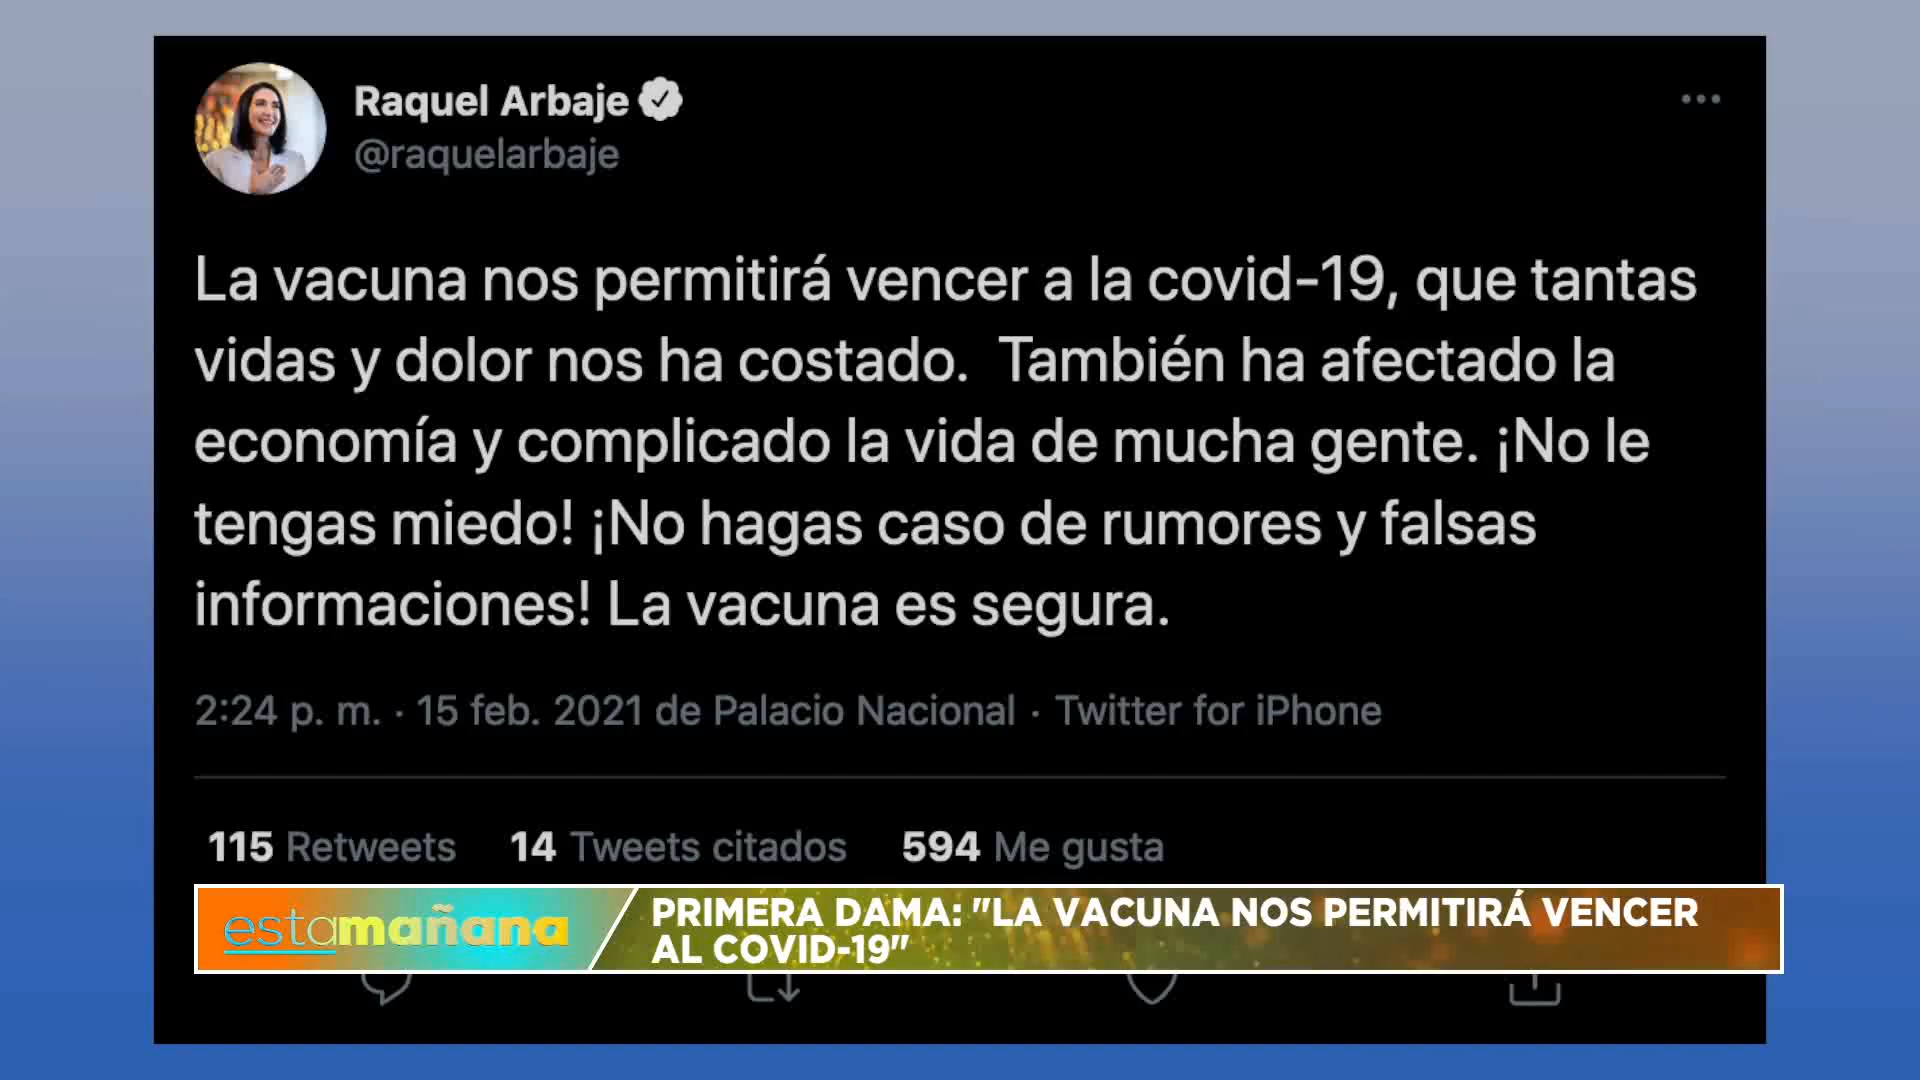 Raquel Arbaje
@raquelarbaje
La vacuna nos permitirá vencer a la covid-19, que tantas
vidas y dolor nos ha costado.  También ha afectado la
economía y complicado la vida de mucha gente. ¡No le
tengas miedo! ¡No hagas caso de rumores y falsas
informaciones! La vacuna es segura.
2:24 p. m. · 15 feb. 2021 de Palacio Nacional · Twitter for iPhone
115 Retweets 14 Tweets citados 594 Me gusta
estamañana
PRIMERA DAMA: "LA VACUNA NOS PERMITIRÁ VENCER
AL COVID-19"